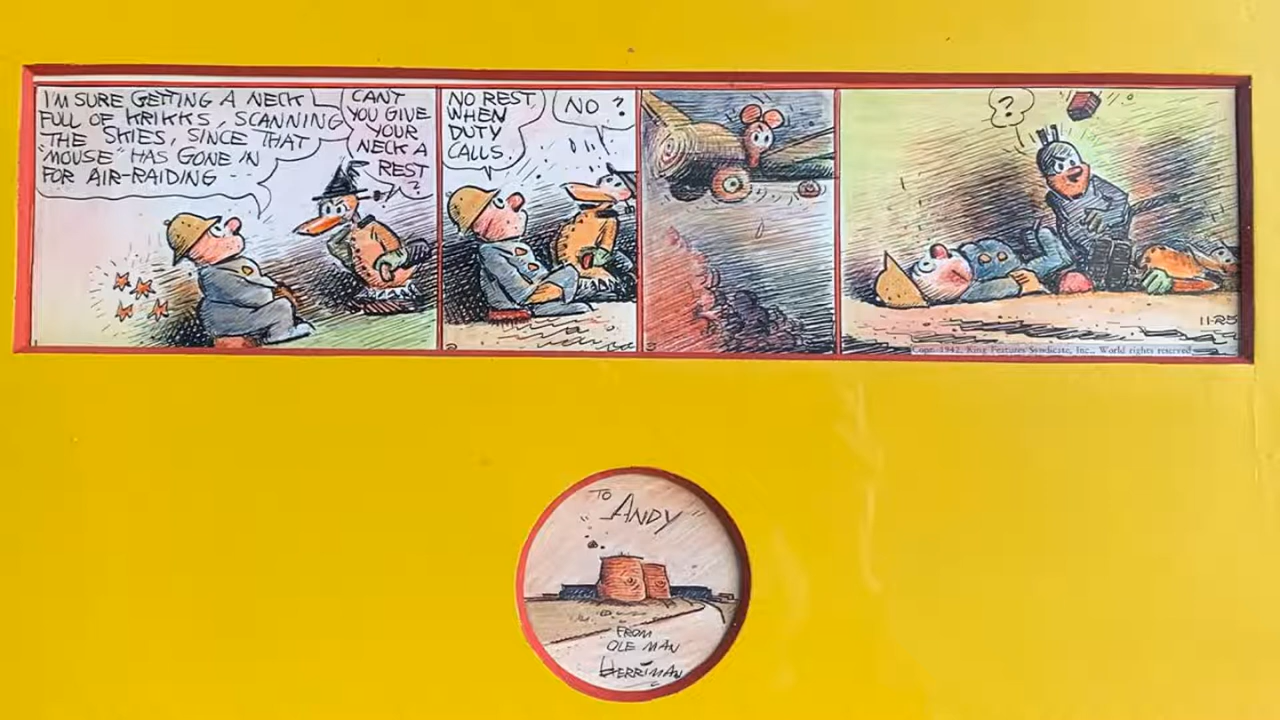 I'M SURE GETTING A NECK
FULL OF KRIKKS, SCANNING
THE SKIES, SINCE THAT
"MOUSE" HAS GONE IN
FOR AIR-RAIDING --
CANT
YOU GIVE
YOUR
NECK A
REST
?
NO REST
WHEN
DUTY
CALLS.
NO ?
?
11-25
Copr. 1942, King Features Syndicate, Inc., World rights reserved
TO
"ANDY"
FROM
OLE MAN
HERRIMAN